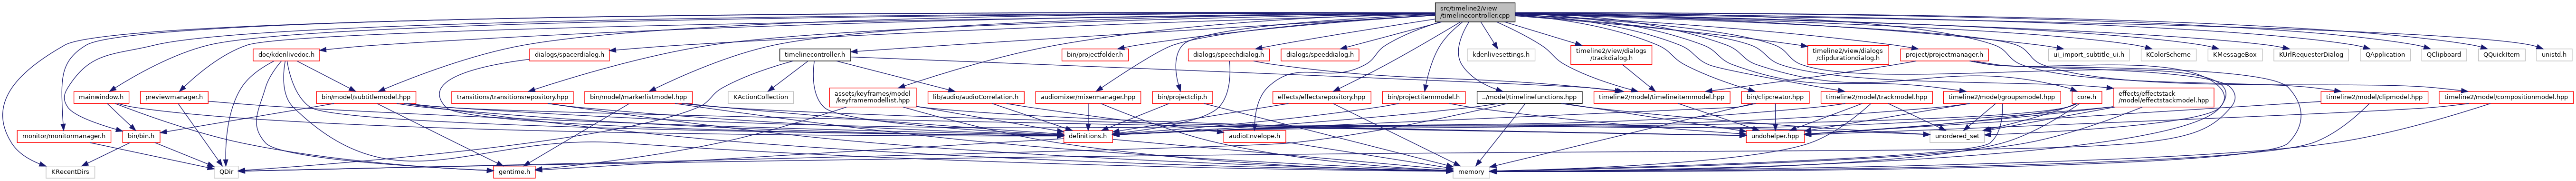 src/timeline2/view
/timelinecontroller.cpp
doc/kdenlivedoc.h
dialogs/spacerdialog.h
timelinecontroller.h
bin/projectfolder.h
dialogs/speechdialog.h
dialogs/speeddialog.h
kdenlivesettings.h
timeline2/view/dialogs
/trackdialog.h
timeline2/view/dialogs
/clipdurationdialog.h
project/projectmanager.h
ui_import_subtitle_ui.h
KColorScheme
KMessageBox
KUrlRequesterDialog
QApplication
QClipboard
QQuickItem
unistd.h
mainwindow.h
previewmanager.h
bin/model/subtitlemodel.hpp
transitions/transitionsrepository.hpp
bin/model/markerlistmodel.hpp
KActionCollection
assets/keyframes/model
/keyframemodellist.hpp
lib/audio/audioCorrelation.h
audiomixer/mixermanager.hpp
bin/projectclip.h
effects/effectsrepository.hpp
bin/projectitemmodel.h
../model/timelinefunctions.hpp
timeline2/model/timelineitemmodel.hpp
bin/clipcreator.hpp
timeline2/model/trackmodel.hpp
timeline2/model/groupsmodel.hpp
core.h
effects/effectstack
/model/effectstackmodel.hpp
timeline2/model/clipmodel.hpp
timeline2/model/compositionmodel.hpp
monitor/monitormanager.h
bin/bin.h
definitions.h
audioEnvelope.h
undohelper.hpp
unordered_set
KRecentDirs
QDir
gentime.h
memory